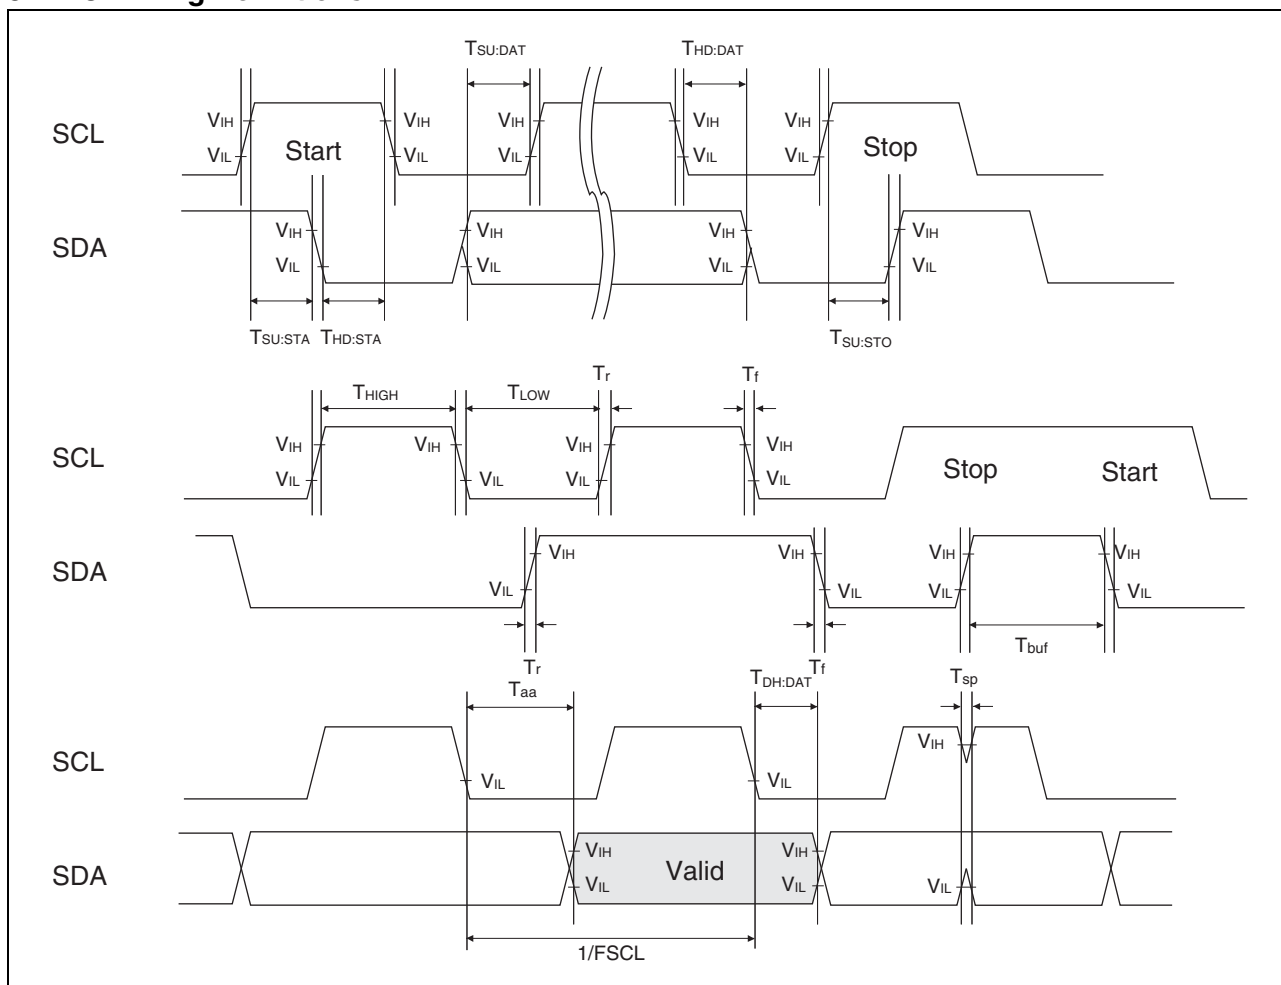 TSU:DAT THD:DAT
SCL VIH VIH VIH VIH VIH
VIL Start VIL VIL VIL VIL Stop
SDA VIH VIH VIH VIH
VIL VIL VIL VIL
TSU:STA THD:STA TSU:STO
THIGH TLOW Tr Tf
SCL VIH VIH VIH VIH
VIL VIL VIL VIL Stop Start
SDA VIH VIH VIH VIH
VIL VIL VIL VIL
Tbuf
Tr Tf
Taa TDH:DAT Tsp
SCL VIH
VIL VIL
SDA VIH Valid VIH
VIL VIL VIL
1/FSCL